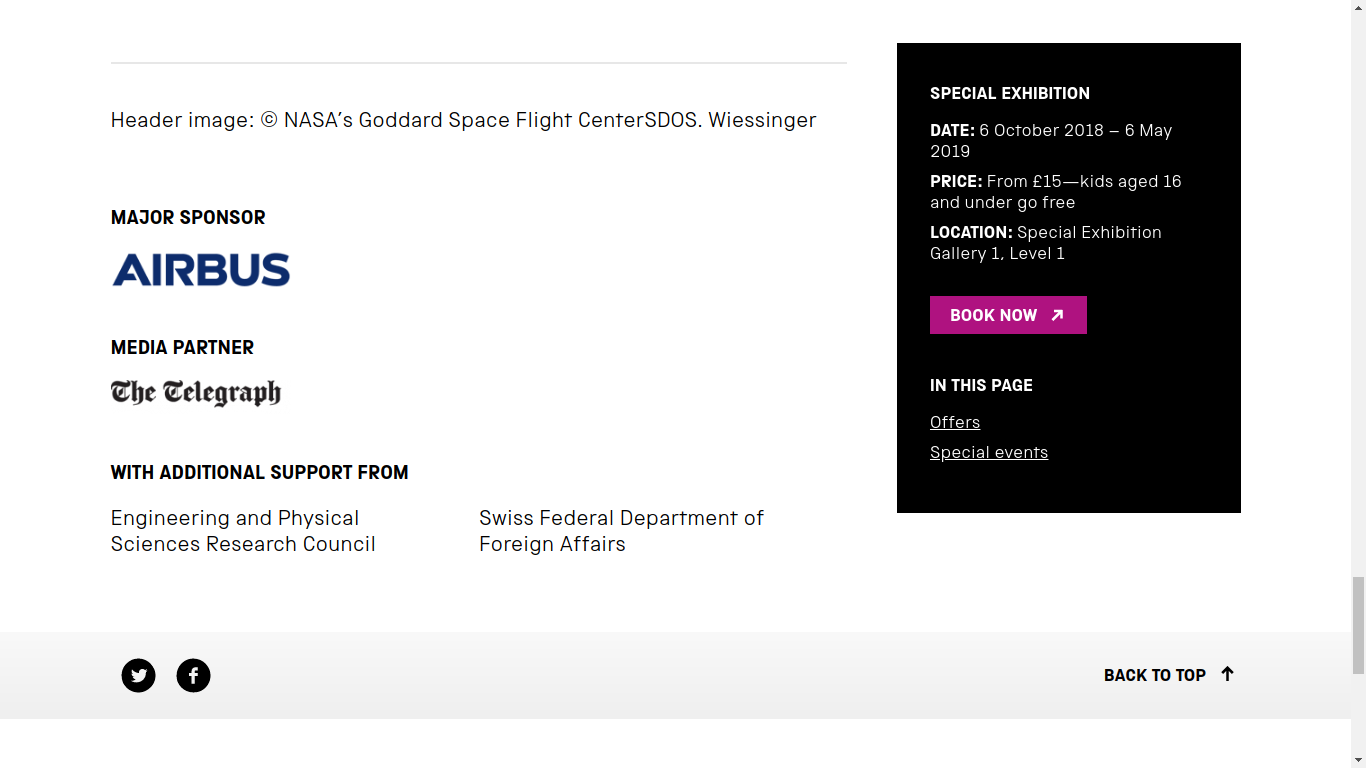 Header image: © NASA’s Goddard Space Flight CenterSDOS. Wiessinger
MAJOR SPONSOR
AIRBUS
MEDIA PARTNER
The Telegraph
WITH ADDITIONAL SUPPORT FROM
Engineering and Physical
Sciences Research Council
Swiss Federal Department of
Foreign Affairs
SPECIAL EXHIBITION
DATE: 6 October 2018 – 6 May
2019
PRICE: From £15—kids aged 16
and under go free
LOCATION: Special Exhibition
Gallery 1, Level 1
BOOK NOW
IN THIS PAGE
Offers
Special events
BACK TO TOP